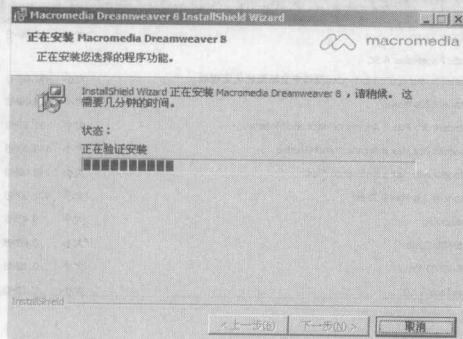 Macromedia Dreamweaver 8 InstallShield Wizard
正在安装 Macromedia Dreamweaver 8
macromedia
正在安装您选择的程序功能。
InstallShield Wizard 正在安装 Macromedia Dreamweaver 8，请稍候。这
需要几分钟的时间。
状态：
正在验证安装
InstallShield
<上一步(B)
下一步(N)>
取消